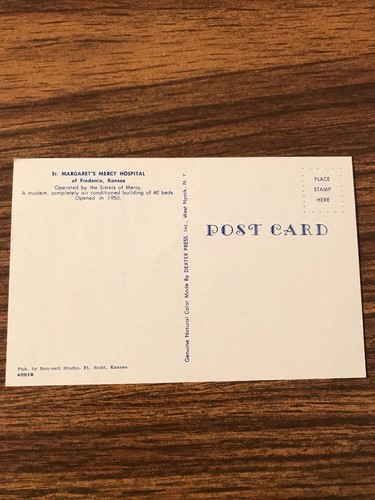 St. MARGARET'S MERCY HOSPITAL
of Fredonia, Kansas
Operated by the Sisters of Mercy.
A modern, completely air conditioned building of 40 beds.
Opened in 1950.
Genuine Natural Color Made By DEXTER PRESS, Inc., West Nyack, N. Y.
POST CARD
PLACE
STAMP
HERE
Pub. by Ben-nett Studio, Ft. Scott, Kansas